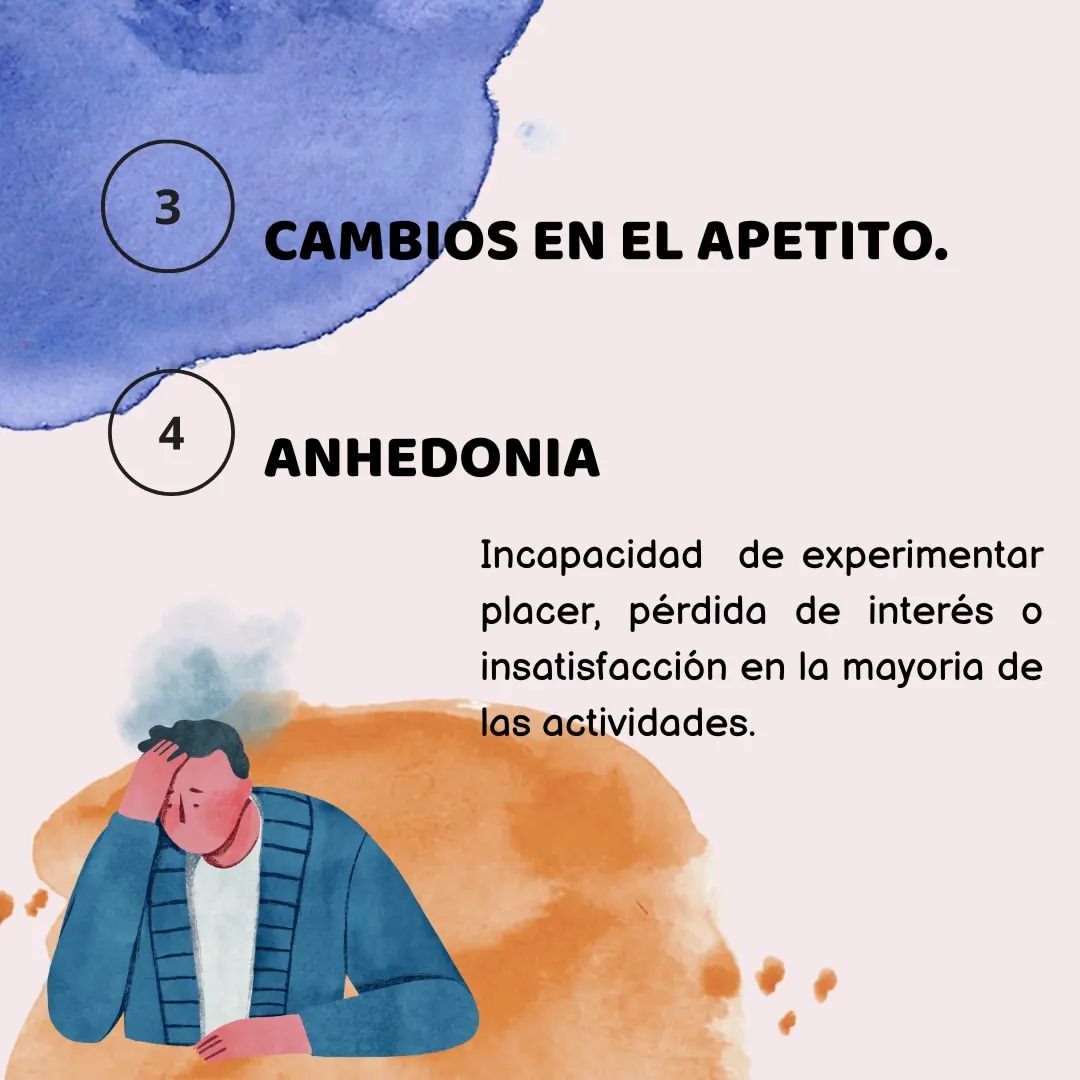 3
CAMBIOS EN EL APETITO.
4
ANHEDONIA
Incapacidad de experimentar
placer, pérdida de interés o
insatisfacción en la mayoria de
las actividades.